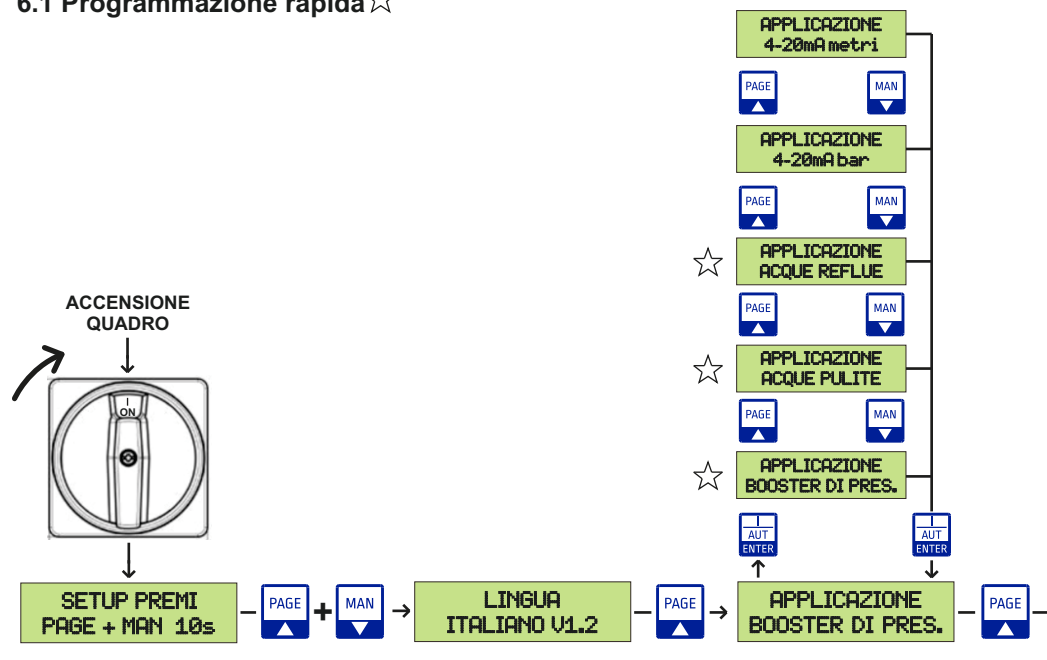 6.1 Programmazione rapida
APPLICAZIONE
4-20mA metri
PAGE
MAN
APPLICAZIONE
4-20mA bar
PAGE
MAN
APPLICAZIONE
ACQUE REFLUE
PAGE
MAN
APPLICAZIONE
ACQUE PULITE
PAGE
MAN
APPLICAZIONE
BOOSTER DI PRES.
I
AUT
ENTER
I
AUT
ENTER
ACCENSIONE
QUADRO
I
ON
SETUP PREMI
PAGE + MAN 10s
PAGE
+
MAN
LINGUA
ITALIANO V1.2
PAGE
APPLICAZIONE
BOOSTER DI PRES.
PAGE